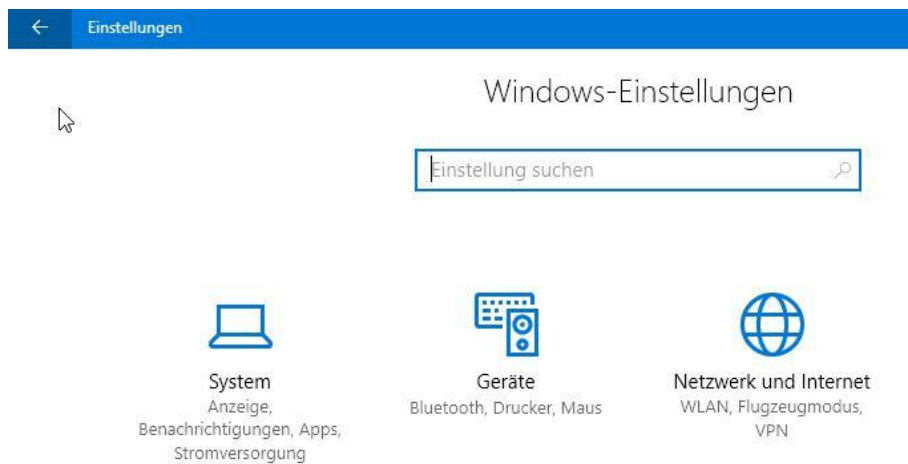 Einstellungen
Windows-Einstellungen
Einstellung suchen
System
Anzeige,
Benachrichtigungen, Apps,
Stromversorgung
Geräte
Bluetooth, Drucker, Maus
Netzwerk und Internet
WLAN, Flugzeugmodus,
VPN